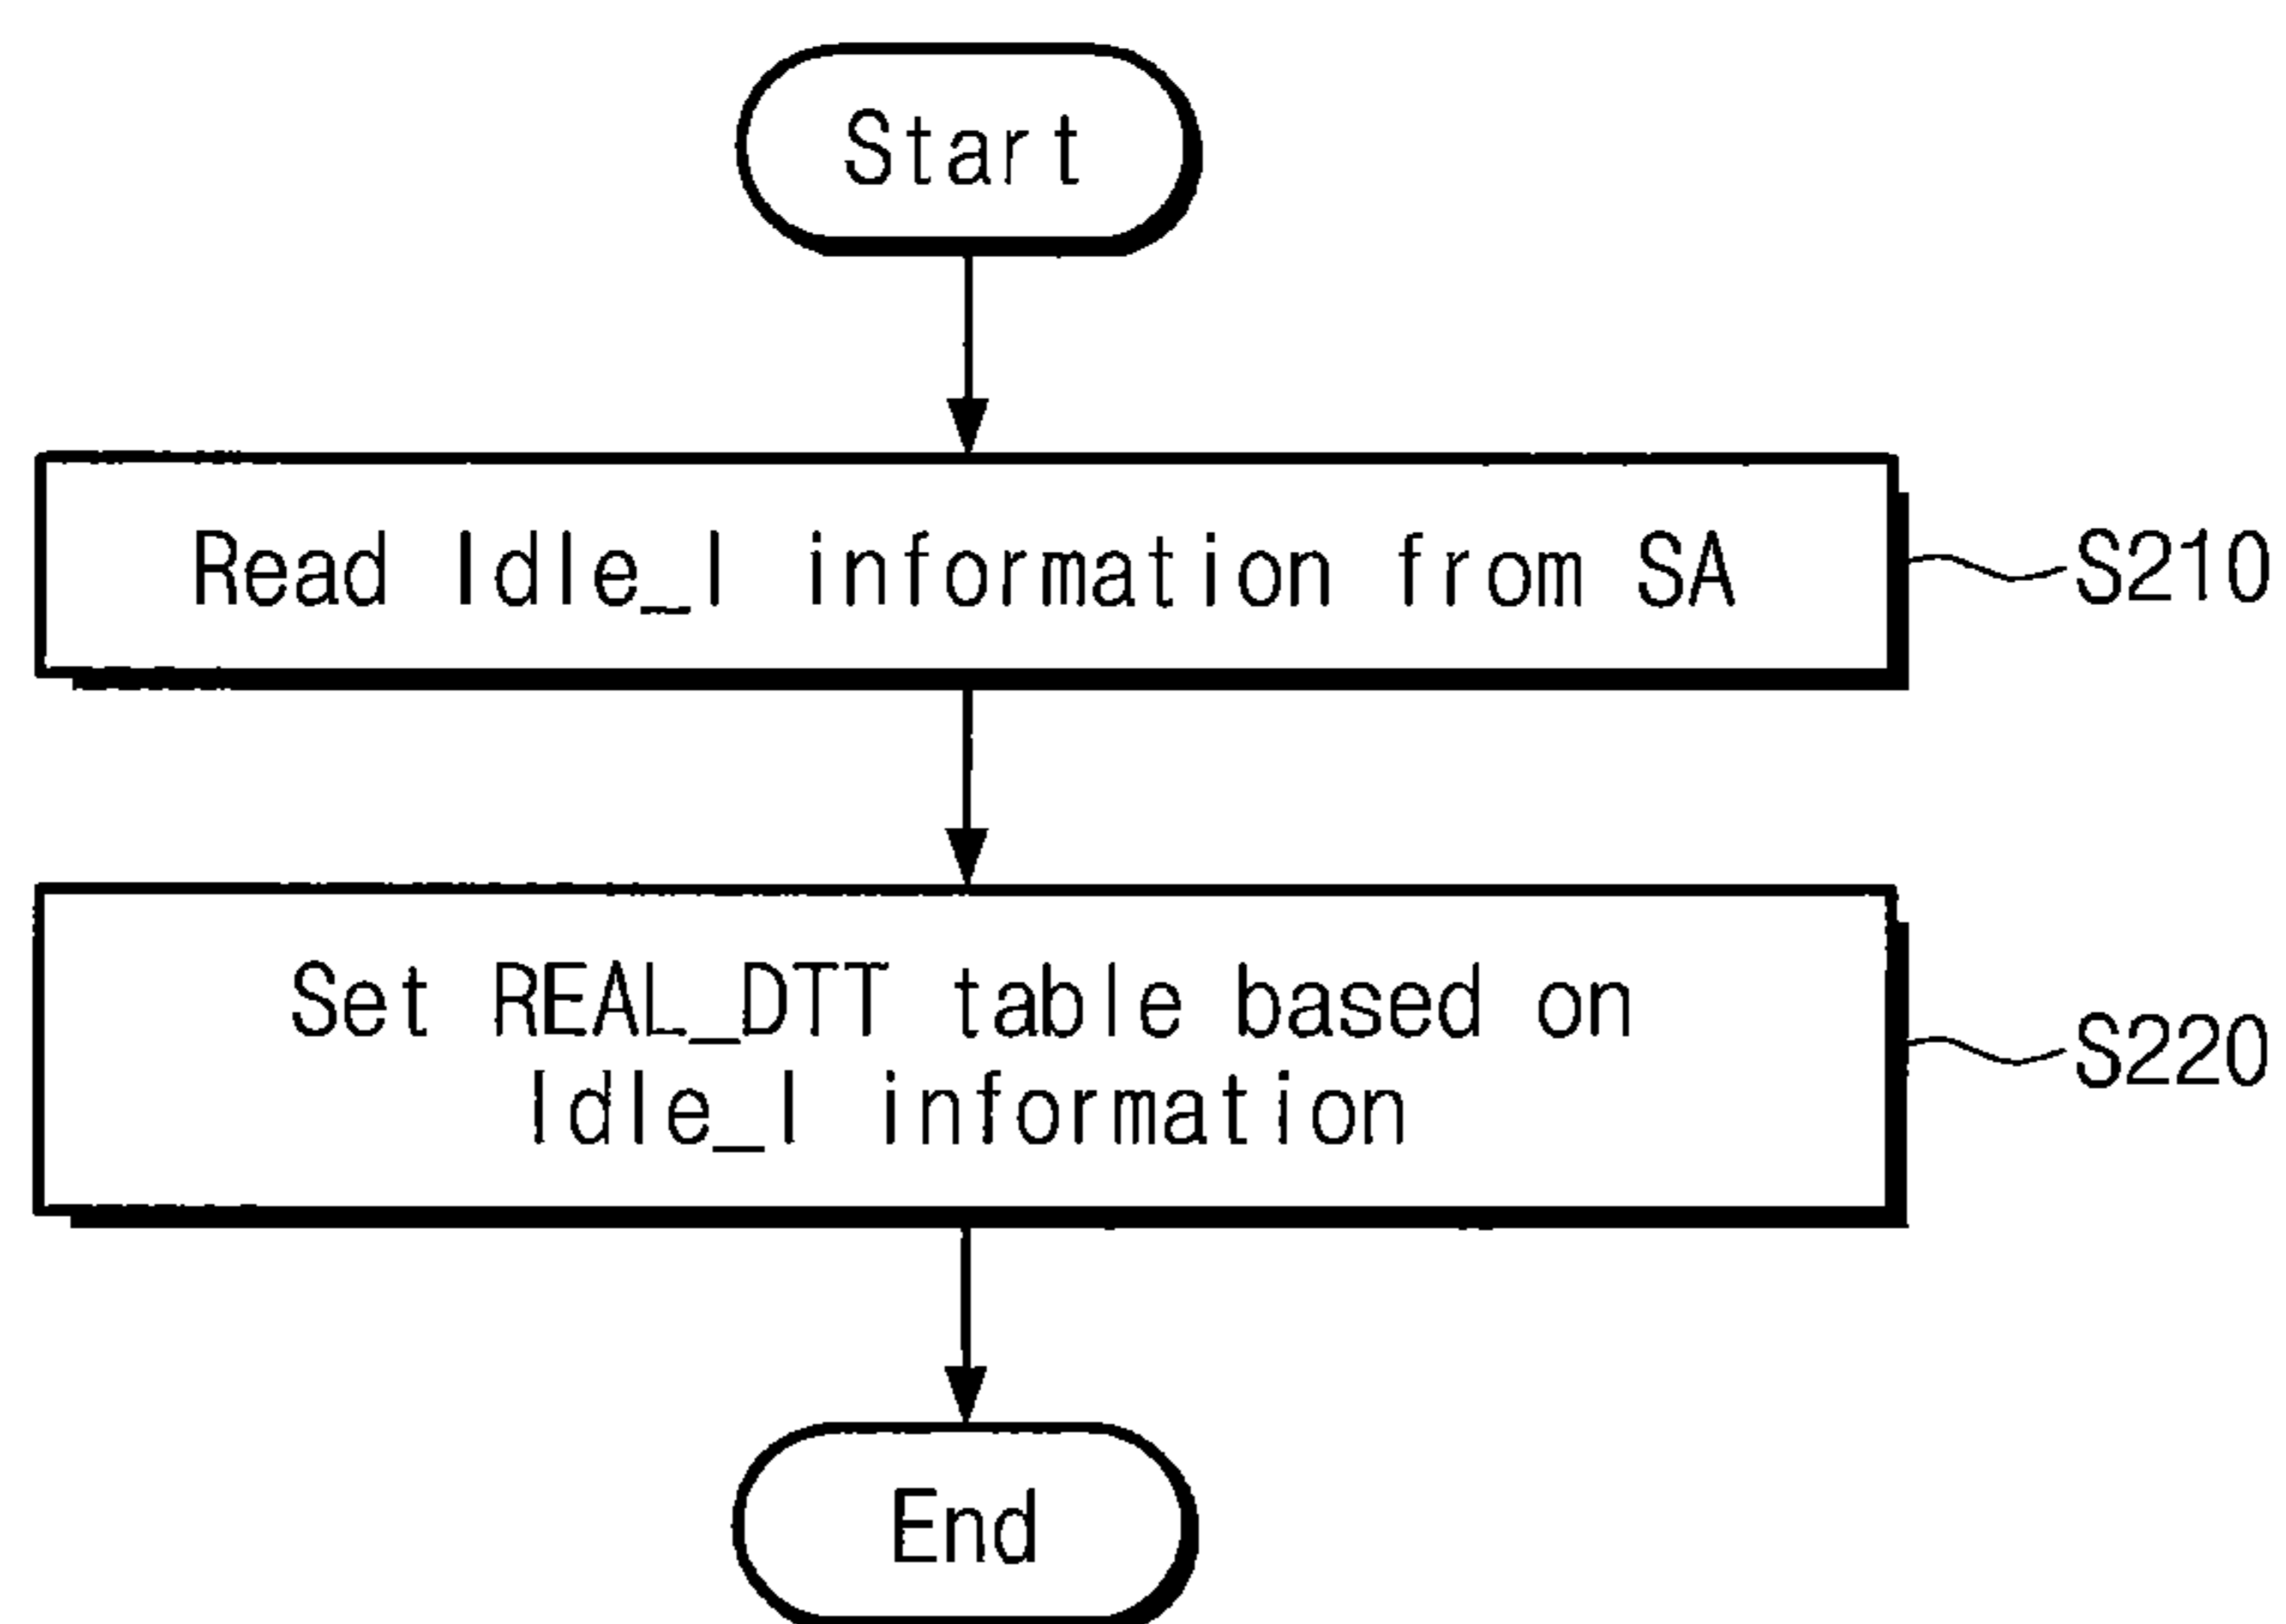 Start
Read Idle_I information from SA
S210
Set REAL_DTT table based on
Idle_I information
S220
End